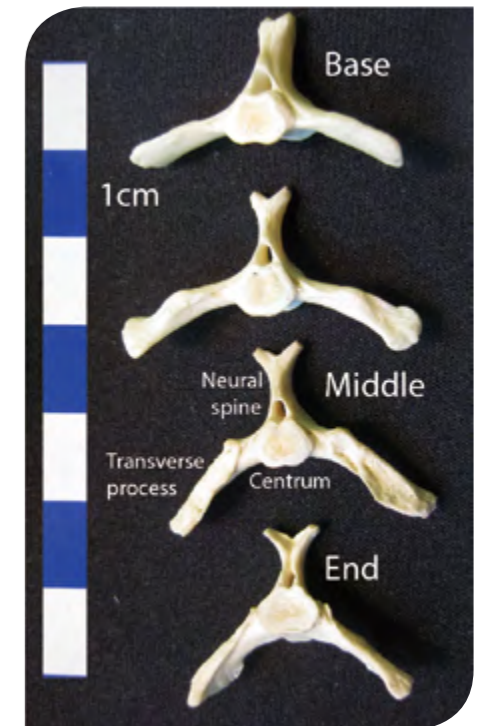 Base
1cm
Neural
spine
Middle
Transverse
process
Centrum
End